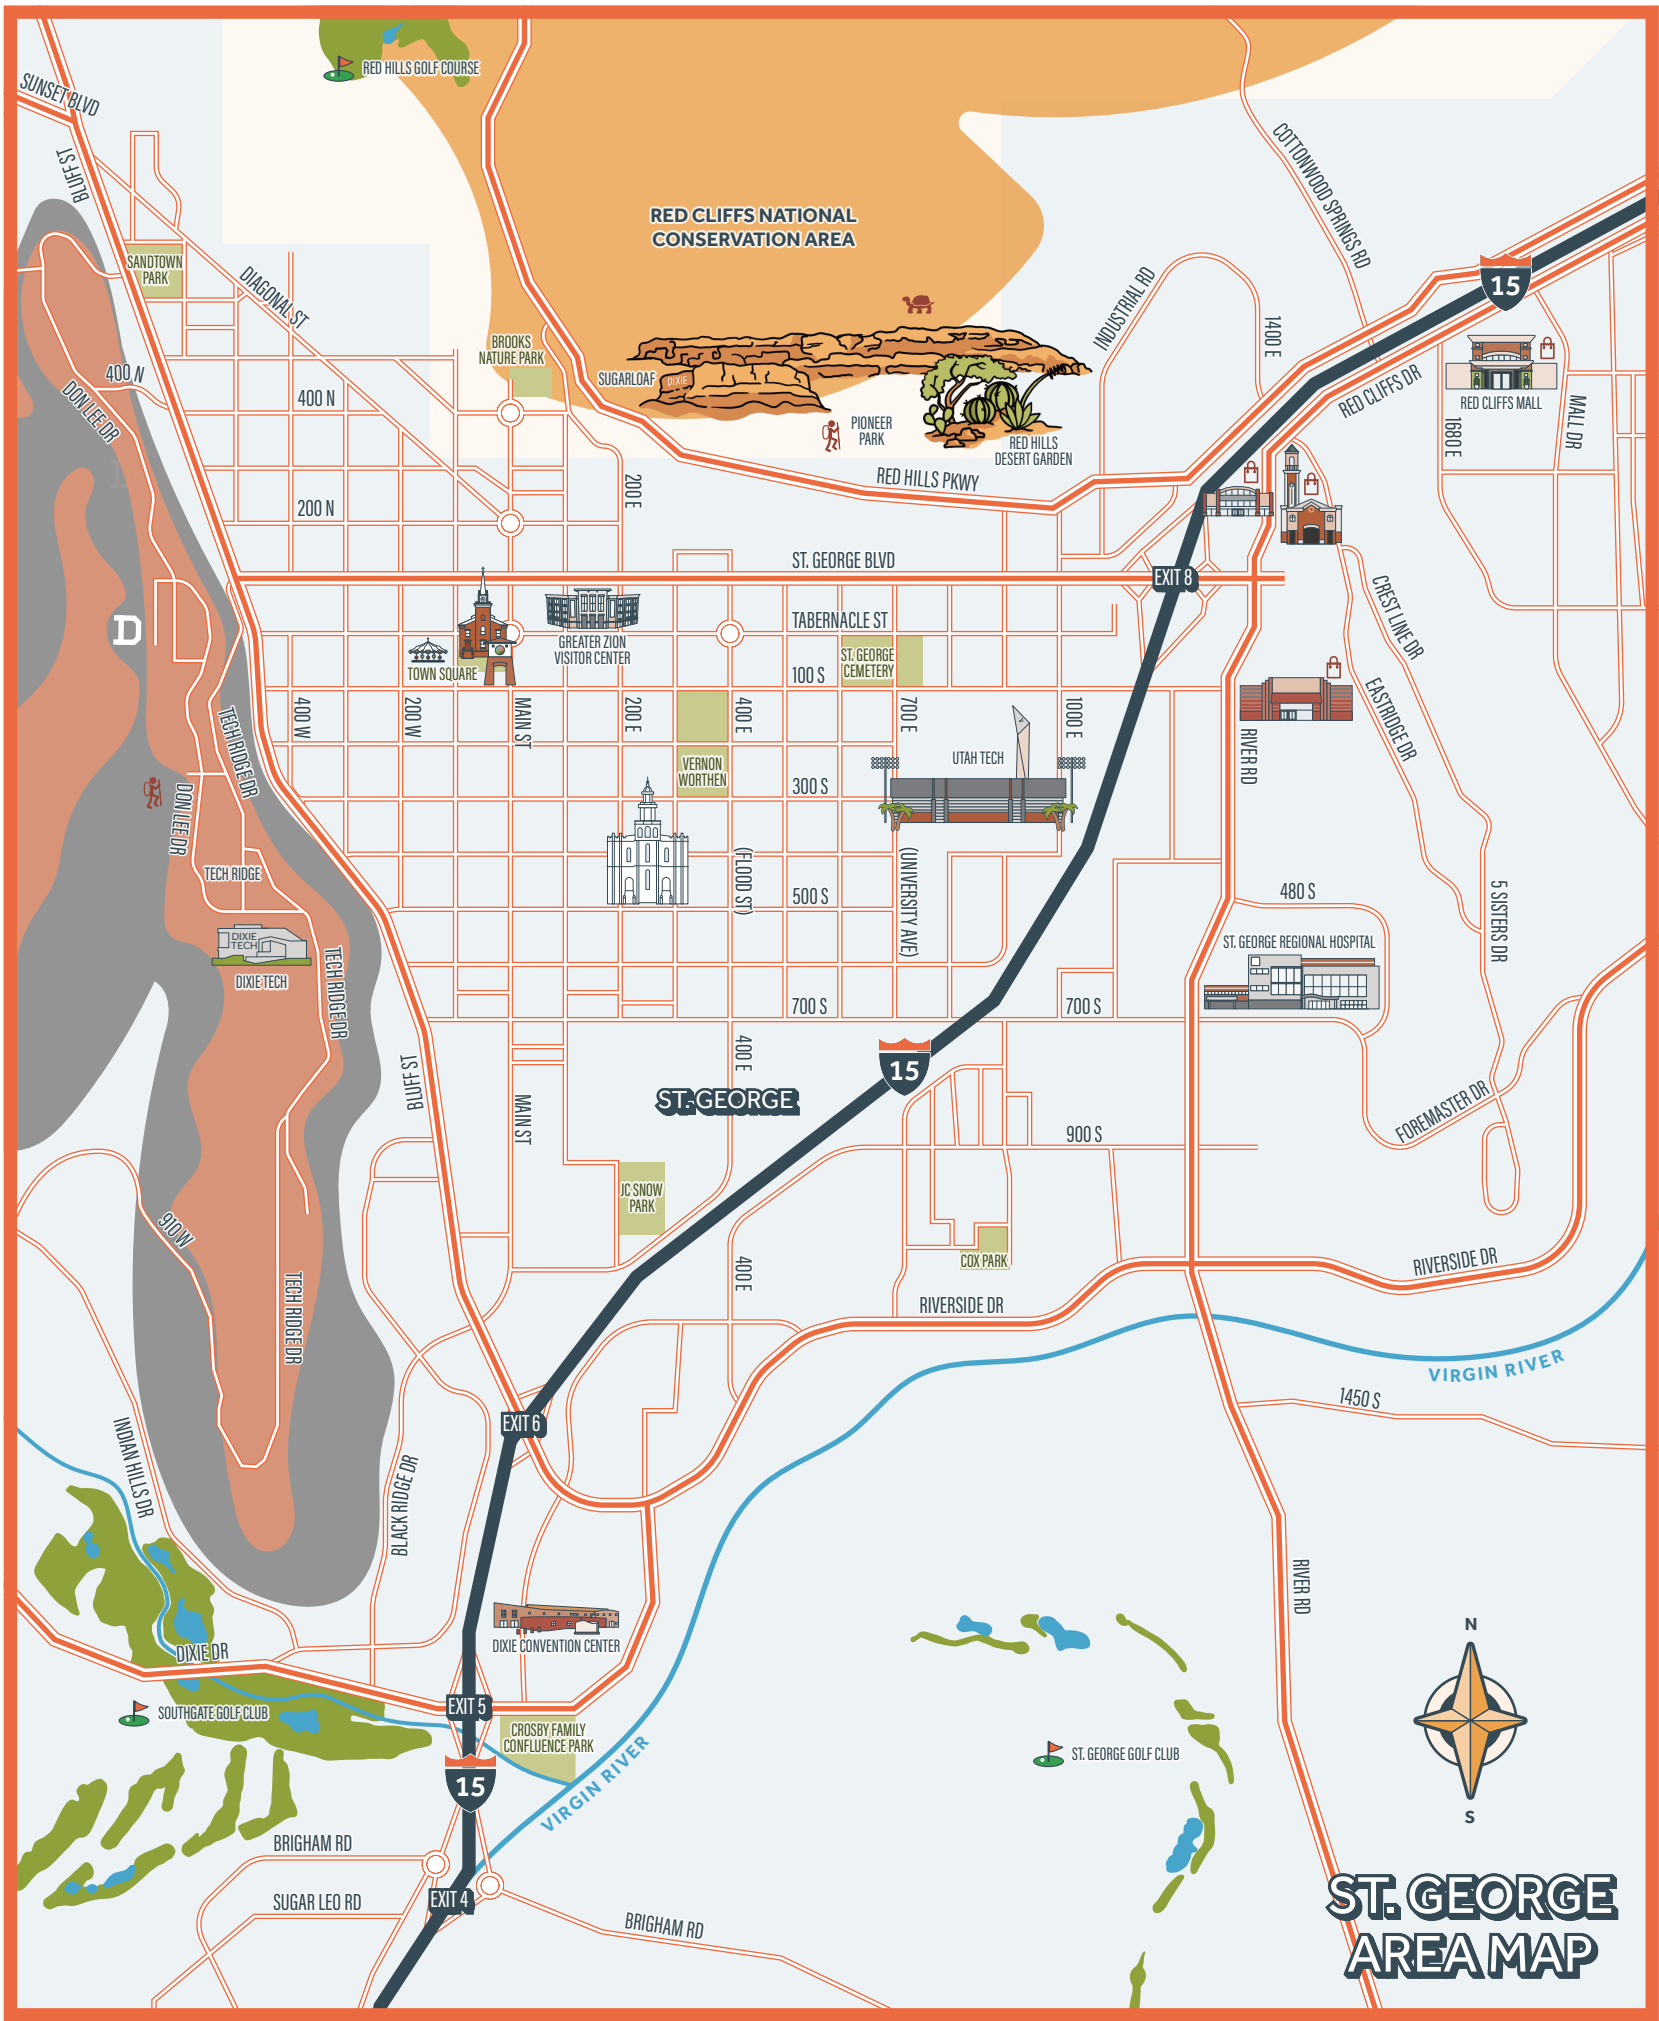 RED HILLS GOLF COURSE
SUNSET BLVD
BLUFF ST
COTTONWOOD SPRINGS RD
RED CLIFFS NATIONAL
CONSERVATION AREA
SANDTOWN
PARK
DIAGONAL ST
INDUSTRIAL RD
1400 E
15
BROOKS
NATURE PARK
SUGARLOAF
DIXIE
400 N
400 N
DON LEE DR
PIONEER
PARK
RED HILLS
DESERT GARDEN
RED CLIFFS DR
RED CLIFFS MALL
1680 E
MALL DR
RED HILLS PKWY
200 E
200 N
ST. GEORGE BLVD
EXIT 8
D
TABERNACLE ST
GREATER ZION
VISITOR CENTER
TOWN SQUARE
ST. GEORGE
CEMETERY
100 S
CREST LINE DR
EASTRIDGE DR
400 W
200 W
MAIN ST
200 E
400 E
700 E
1000 E
RIVER RD
TECH RIDGE DR
VERNON
WORTHEN
UTAH TECH
300 S
DON LEE DR
TECH RIDGE
(FLOOD ST)
(UNIVERSITY AVE)
500 S
480 S
5 SISTERS DR
DIXIE
TECH
DIXIE TECH
TECH RIDGE DR
ST. GEORGE REGIONAL HOSPITAL
700 S
700 S
BLUFF ST
400 E
15
ST. GEORGE
MAIN ST
FOREMASTER DR
900 S
JC SNOW
PARK
910 W
COX PARK
400 E
RIVERSIDE DR
RIVERSIDE DR
TECH RIDGE DR
VIRGIN RIVER
1450 S
EXIT 6
INDIAN HILLS DR
BLACK RIDGE DR
RIVER RD
DIXIE CONVENTION CENTER
DIXIE DR
N
EXIT 5
SOUTHGATE GOLF CLUB
CROSBY FAMILY
CONFLUENCE PARK
VIRGIN RIVER
ST. GEORGE GOLF CLUB
15
S
BRIGHAM RD
EXIT 4
SUGAR LEO RD
BRIGHAM RD
ST. GEORGE
AREA MAP